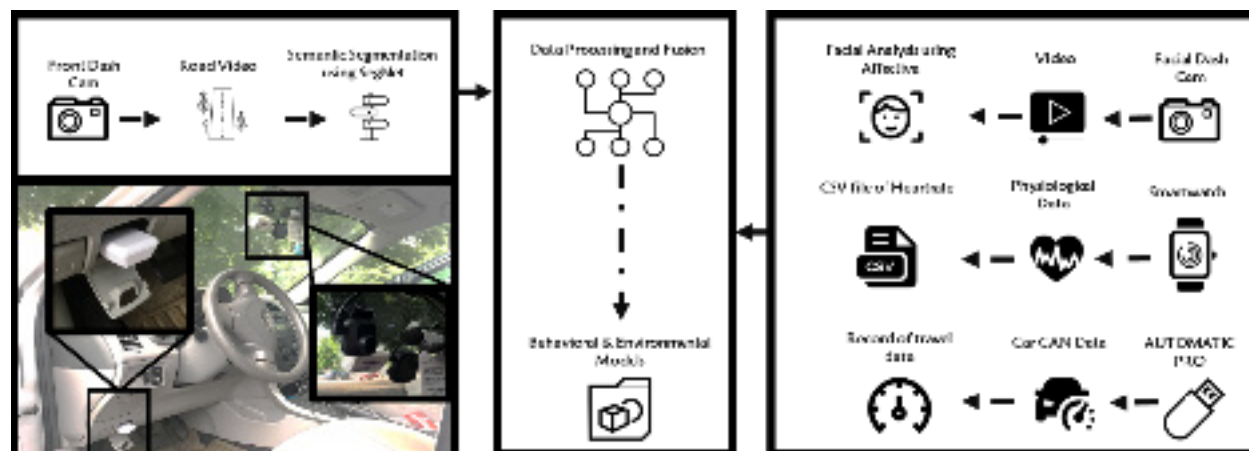 Front Dash
Cam
Road Video
Semantic Segmentation
using SegNet
Data Processing and Fusion
Behavioral & Environmental
Models
Facial Analysis using
Affective
Video
Facial Dash
Cam
CSV file of Heartrate
CSV
Physiological
Data
Smartwatch
Record of travel
data
Car CAN Data
AUTOMATIC
PRO